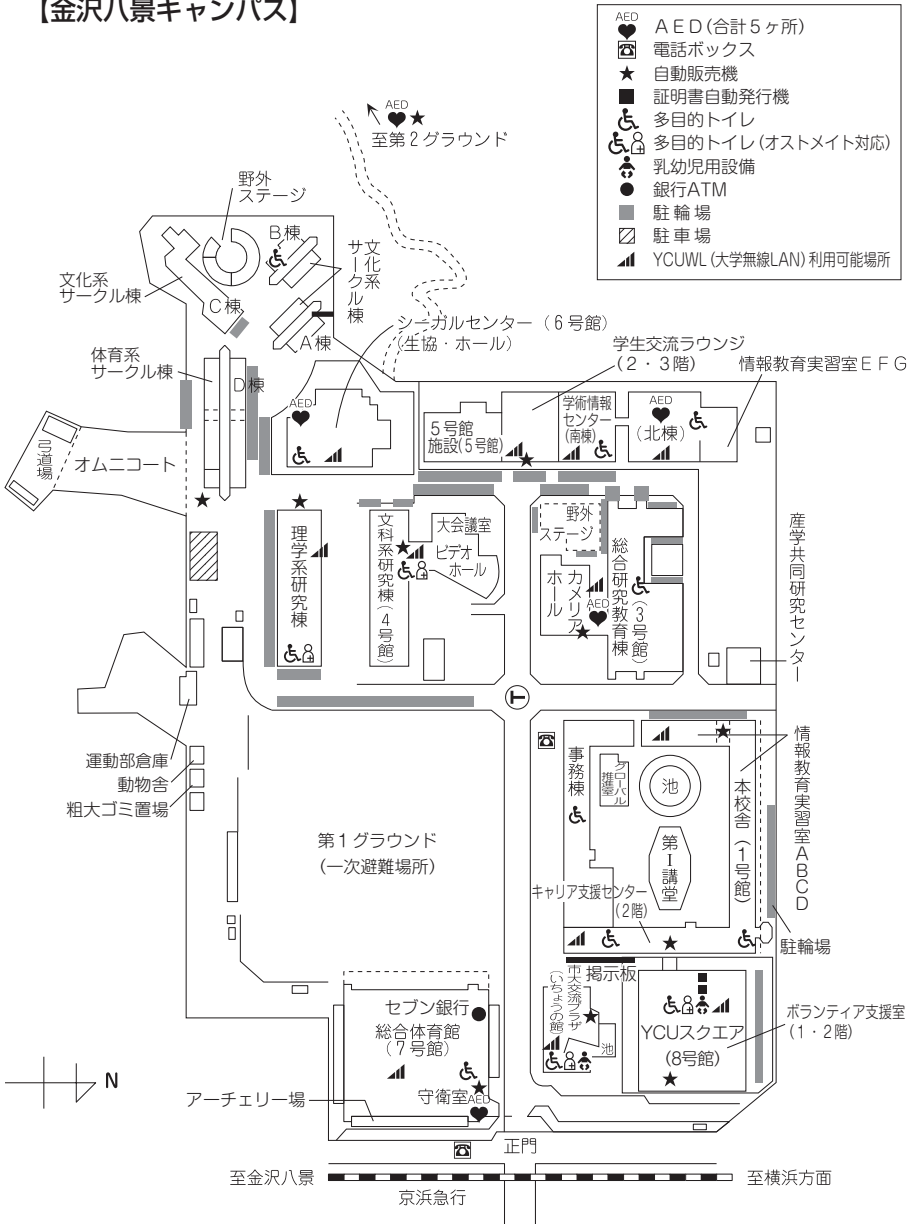 【金沢八景キャンパス】
AED
AED(合計5ヶ所)
電話ボックス
自動販売機
証明書自動発行機
多目的トイレ
多目的トイレ(オストメイト対応)
乳幼児用設備
銀行ATM
駐輪場
駐車場
YCUWL(大学無線LAN)利用可能場所
AED
至第2グラウンド
野外
ステージ
B棟
文化系
サークル棟
文化系
サークル棟
C棟
A棟
シーガルセンター(6号館)
(生協・ホール)
体育系
サークル棟
D棟
AED
学生交流ラウンジ
(2・3階)
情報教育実習室EFG
5号館
施設(5号館)
学術情報
センター
(南棟)
AED
(北棟)
弓道場
オムニコート
理学系研究棟
文科系研究棟(4号館)
大会議室
ビデオ
ホール
野外
ステージ
カメリア
ホール
AED
総合研究教育棟
(3号館)
産学共同研究センター
T
運動部倉庫
動物舎
粗大ゴミ置場
第1グラウンド
(一次避難場所)
事務棟
グローバル
推進室
池
第Ⅰ講堂
本校舎(1号館)
情報教育実習室ABCD
キャリア支援センター
(2階)
駐輪場
掲示板
市大交流プラザ
(いちょうの館)
池
YCUスクエア
(8号館)
ボランティア支援室
(1・2階)
セブン銀行
総合体育館
(7号館)
守衛室
AED
N
アーチェリー場
正門
至金沢八景
京浜急行
至横浜方面